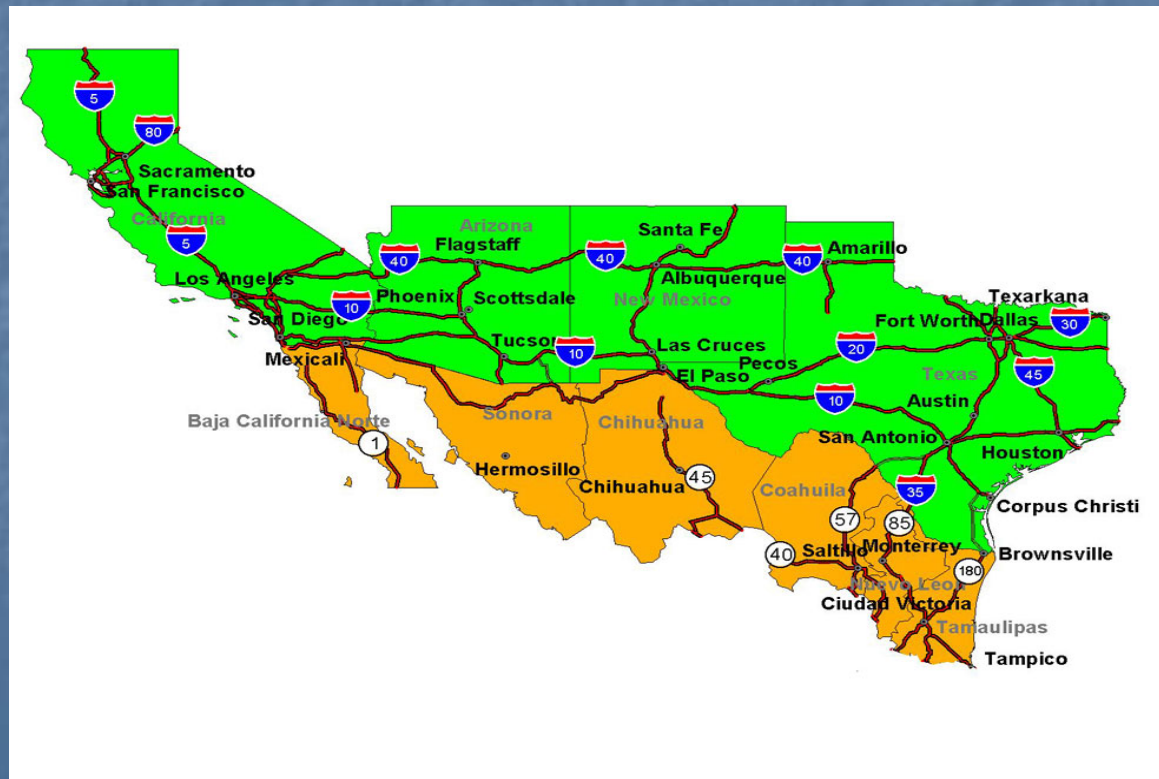 5
80
Sacramento
San Francisco
California
5
Los Angeles
San Diego
Mexicali
10
40
Arizona
Flagstaff
Phoenix
Scottsdale
Tucson
10
40
Santa Fe
Albuquerque
New Mexico
Las Cruces
El Paso
40
Amarillo
Texarkana
30
Fort Worth
Dallas
20
Pecos
Texas
45
10
Austin
San Antonio
Houston
35
Corpus Christi
Brownsville
Baja California Norte
1
Sonora
Hermosillo
Chihuahua
Chihuahua
45
Coahuila
57
85
40
Saltillo
Monterrey
Nuevo Leon
180
Ciudad Victoria
Tamaulipas
Tampico